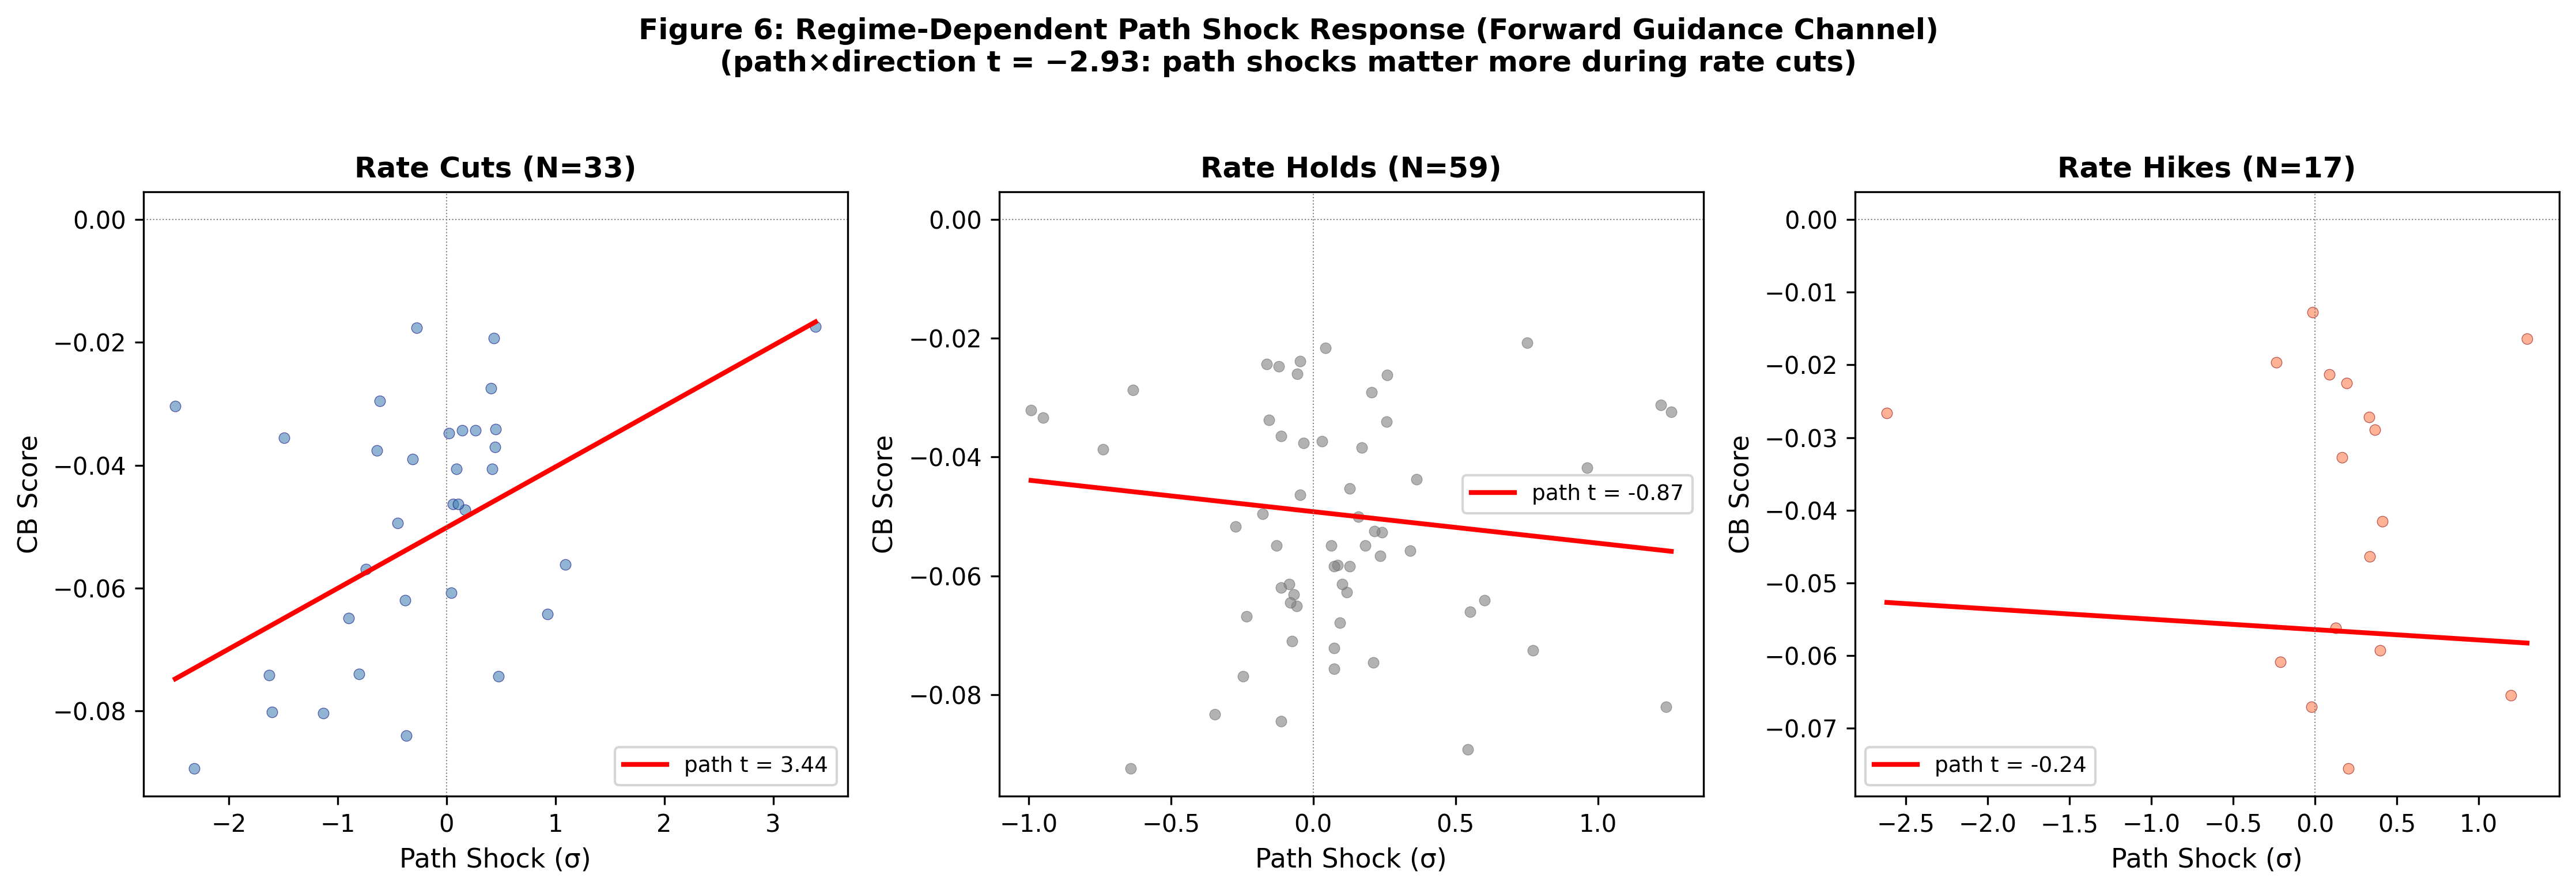 Figure 6: Regime-Dependent Path Shock Response (Forward Guidance Channel)
(path×direction t = −2.93: path shocks matter more during rate cuts)
Rate Cuts (N=33)
CB Score
0.00
−0.02
−0.04
−0.06
−0.08
path t = 3.44
−2
−1
0
1
2
3
Path Shock (σ)
Rate Holds (N=59)
CB Score
0.00
−0.02
−0.04
−0.06
−0.08
path t = -0.87
−1.0
−0.5
0.0
0.5
1.0
Path Shock (σ)
Rate Hikes (N=17)
CB Score
0.00
−0.01
−0.02
−0.03
−0.04
−0.05
−0.06
−0.07
path t = -0.24
−2.5
−2.0
−1.5
−1.0
−0.5
0.0
0.5
1.0
Path Shock (σ)